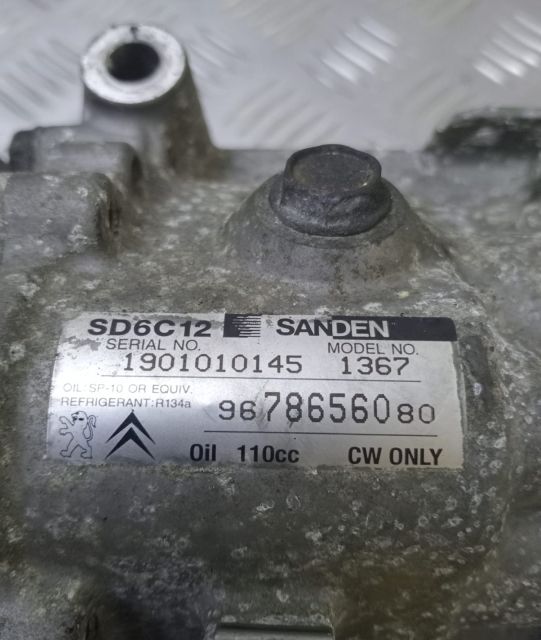 SD6C12 SANDEN
SERIAL NO. MODEL NO.
1901010145 1367
OIL: SP-10 OR EQUIV.
REFRIGERANT: R134a
9678656080
Oil 110cc CW ONLY